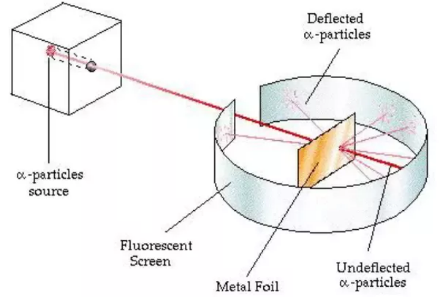 Deflected
α-particles
α-particles
source
Fluorescent
Screen
Metal Foil
Undeflected
α-particles